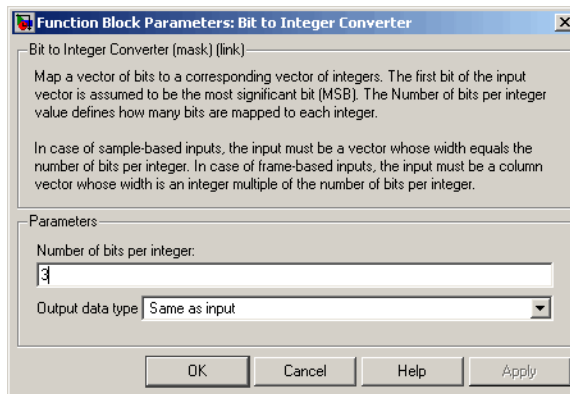 Function Block Parameters: Bit to Integer Converter
Bit to Integer Converter (mask) (link)
Map a vector of bits to a corresponding vector of integers. The first bit of the input
vector is assumed to be the most significant bit (MSB). The Number of bits per integer
value defines how many bits are mapped to each integer.
In case of sample-based inputs, the input must be a vector whose width equals the
number of bits per integer. In case of frame-based inputs, the input must be a column
vector whose width is an integer multiple of the number of bits per integer.
Parameters
Number of bits per integer:
3
Output data type Same as input
OK Cancel Help Apply